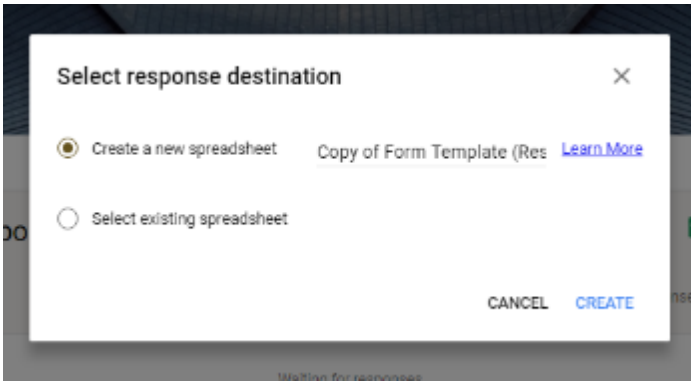 Select response destination
Create a new spreadsheet Copy of Form Template (Res Learn More
Select existing spreadsheet
CANCEL CREATE
Waiting for responses